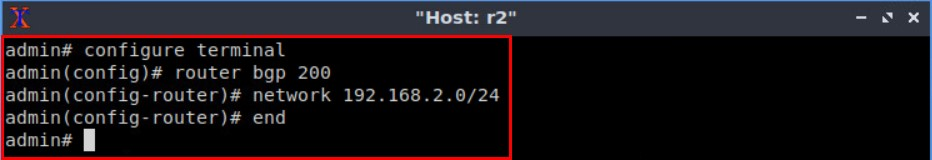 "Host: r2"
admin# configure terminal
admin(config)# router bgp 200
admin(config-router)# network 192.168.2.0/24
admin(config-router)# end
admin#